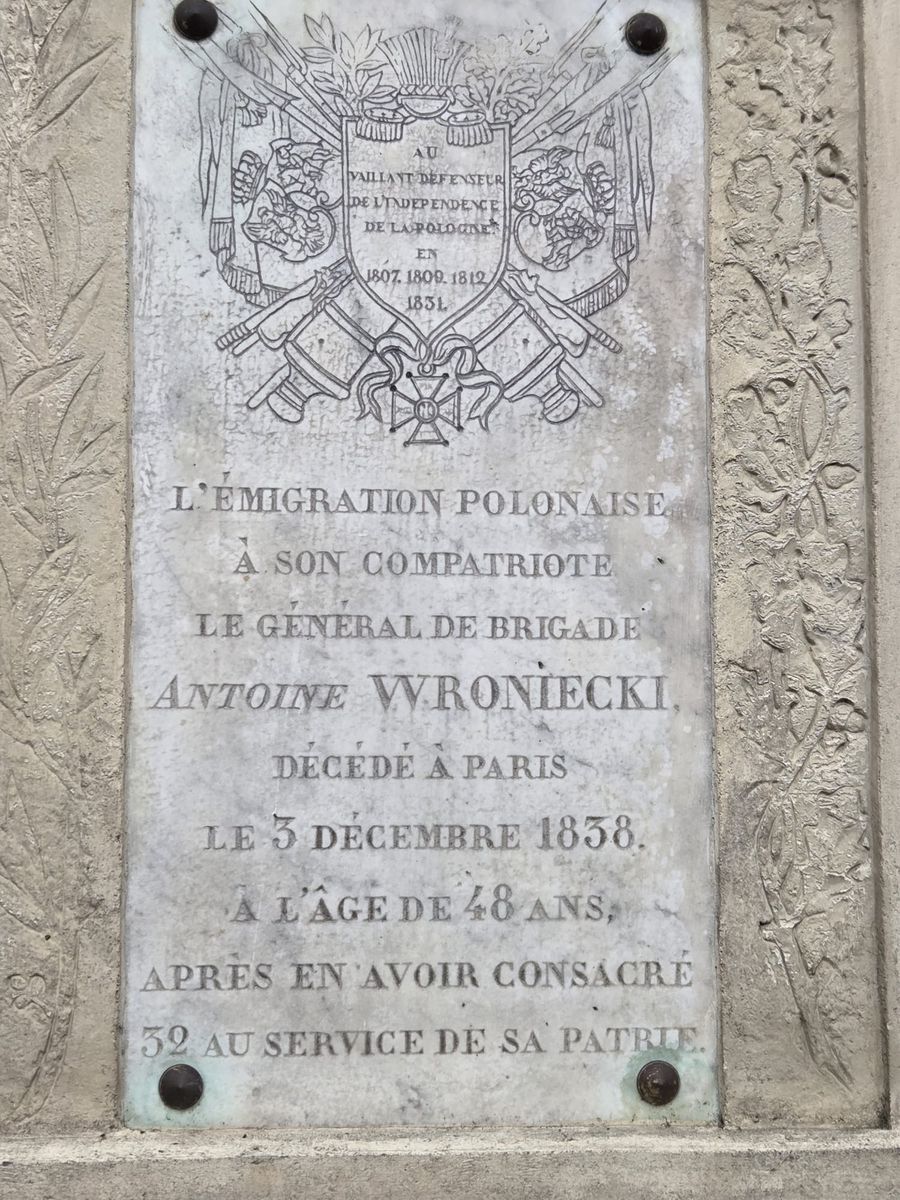 AU
VAILLANT DÉFENSEUR
DE L'INDEPENDENCE
DE LA POLOGNE
EN
1807. 1809. 1812
1831.
L'ÉMIGRATION POLONAISE
À SON COMPATRIOTE
LE GÉNÉRAL DE BRIGADE
ANTOINE WRONIECKI.
DÉCÉDÉ À PARIS
LE 3 DÉCEMBRE 1838.
A L'ÂGE DE 48 ANS,
APRÈS EN AVOIR CONSACRÉ
32 AU SERVICE DE SA PATRIE.